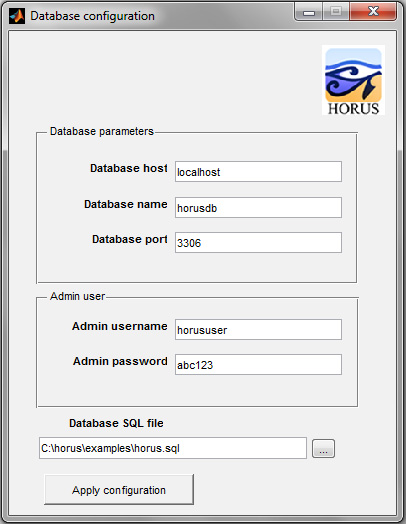 Database configuration
HORUS
Database parameters
Database host localhost
Database name horusdb
Database port 3306
Admin user
Admin username horususer
Admin password abc123
Database SQL file
C:\horus\examples\horus.sql
...
Apply configuration